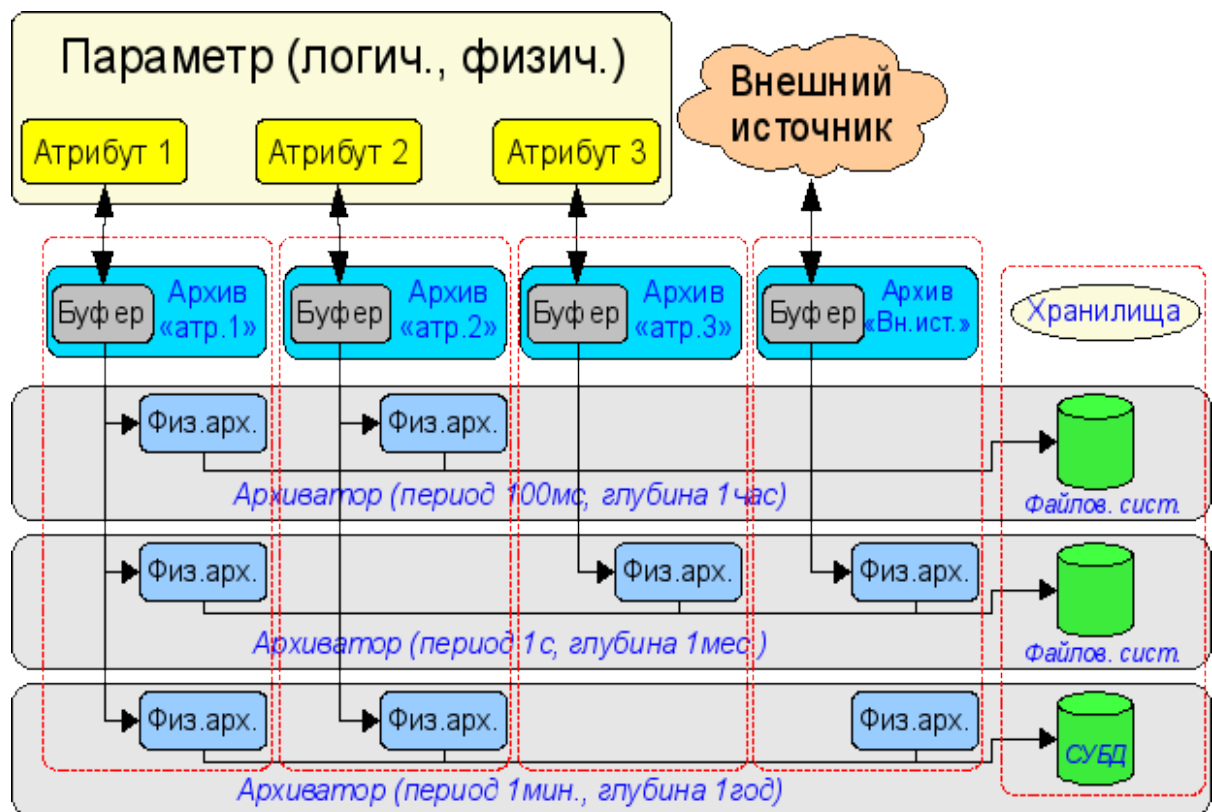 Параметр (логич., физич.)
Внешний
источник
Атрибут 1
Атрибут 2
Атрибут 3
Буфер
Архив
«атр.1»
Буфер
Архив
«атр.2»
Буфер
Архив
«атр.3»
Буфер
Архив
«Вн.ист.»
Хранилища
Физ.арх.
Физ.арх.
Архиватор (период 100мс, глубина 1час)
Файлов. сист.
Физ.арх.
Физ.арх.
Физ.арх.
Архиватор (период 1с, глубина 1мес.)
Файлов. сист.
Физ.арх.
Физ.арх.
Физ.арх.
СУБД
Архиватор (период 1мин., глубина 1год)